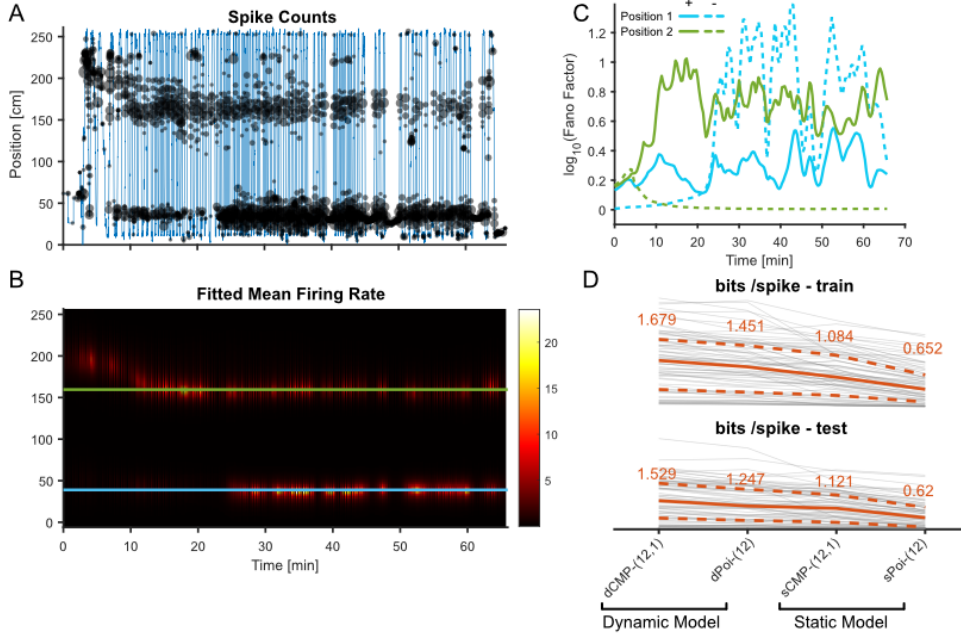 A
Spike Counts
Position [cm]
250
200
150
100
50
0
B
Fitted Mean Firing Rate
250
200
150
100
50
0
0 10 20 30 40 50 60
Time [min]
20
15
10
5
C
+ -
Position 1
Position 2
log10(Fano Factor)
1.2
1
0.8
0.6
0.4
0.2
0
0 10 20 30 40 50 60 70
Time [min]
D
bits /spike - train
1.679 1.451 1.084 0.652
bits /spike - test
1.529 1.247 1.121 0.62
dCMP-(12,1) dPoi-(12) sCMP-(12,1) sPoi-(12)
Dynamic Model Static Model